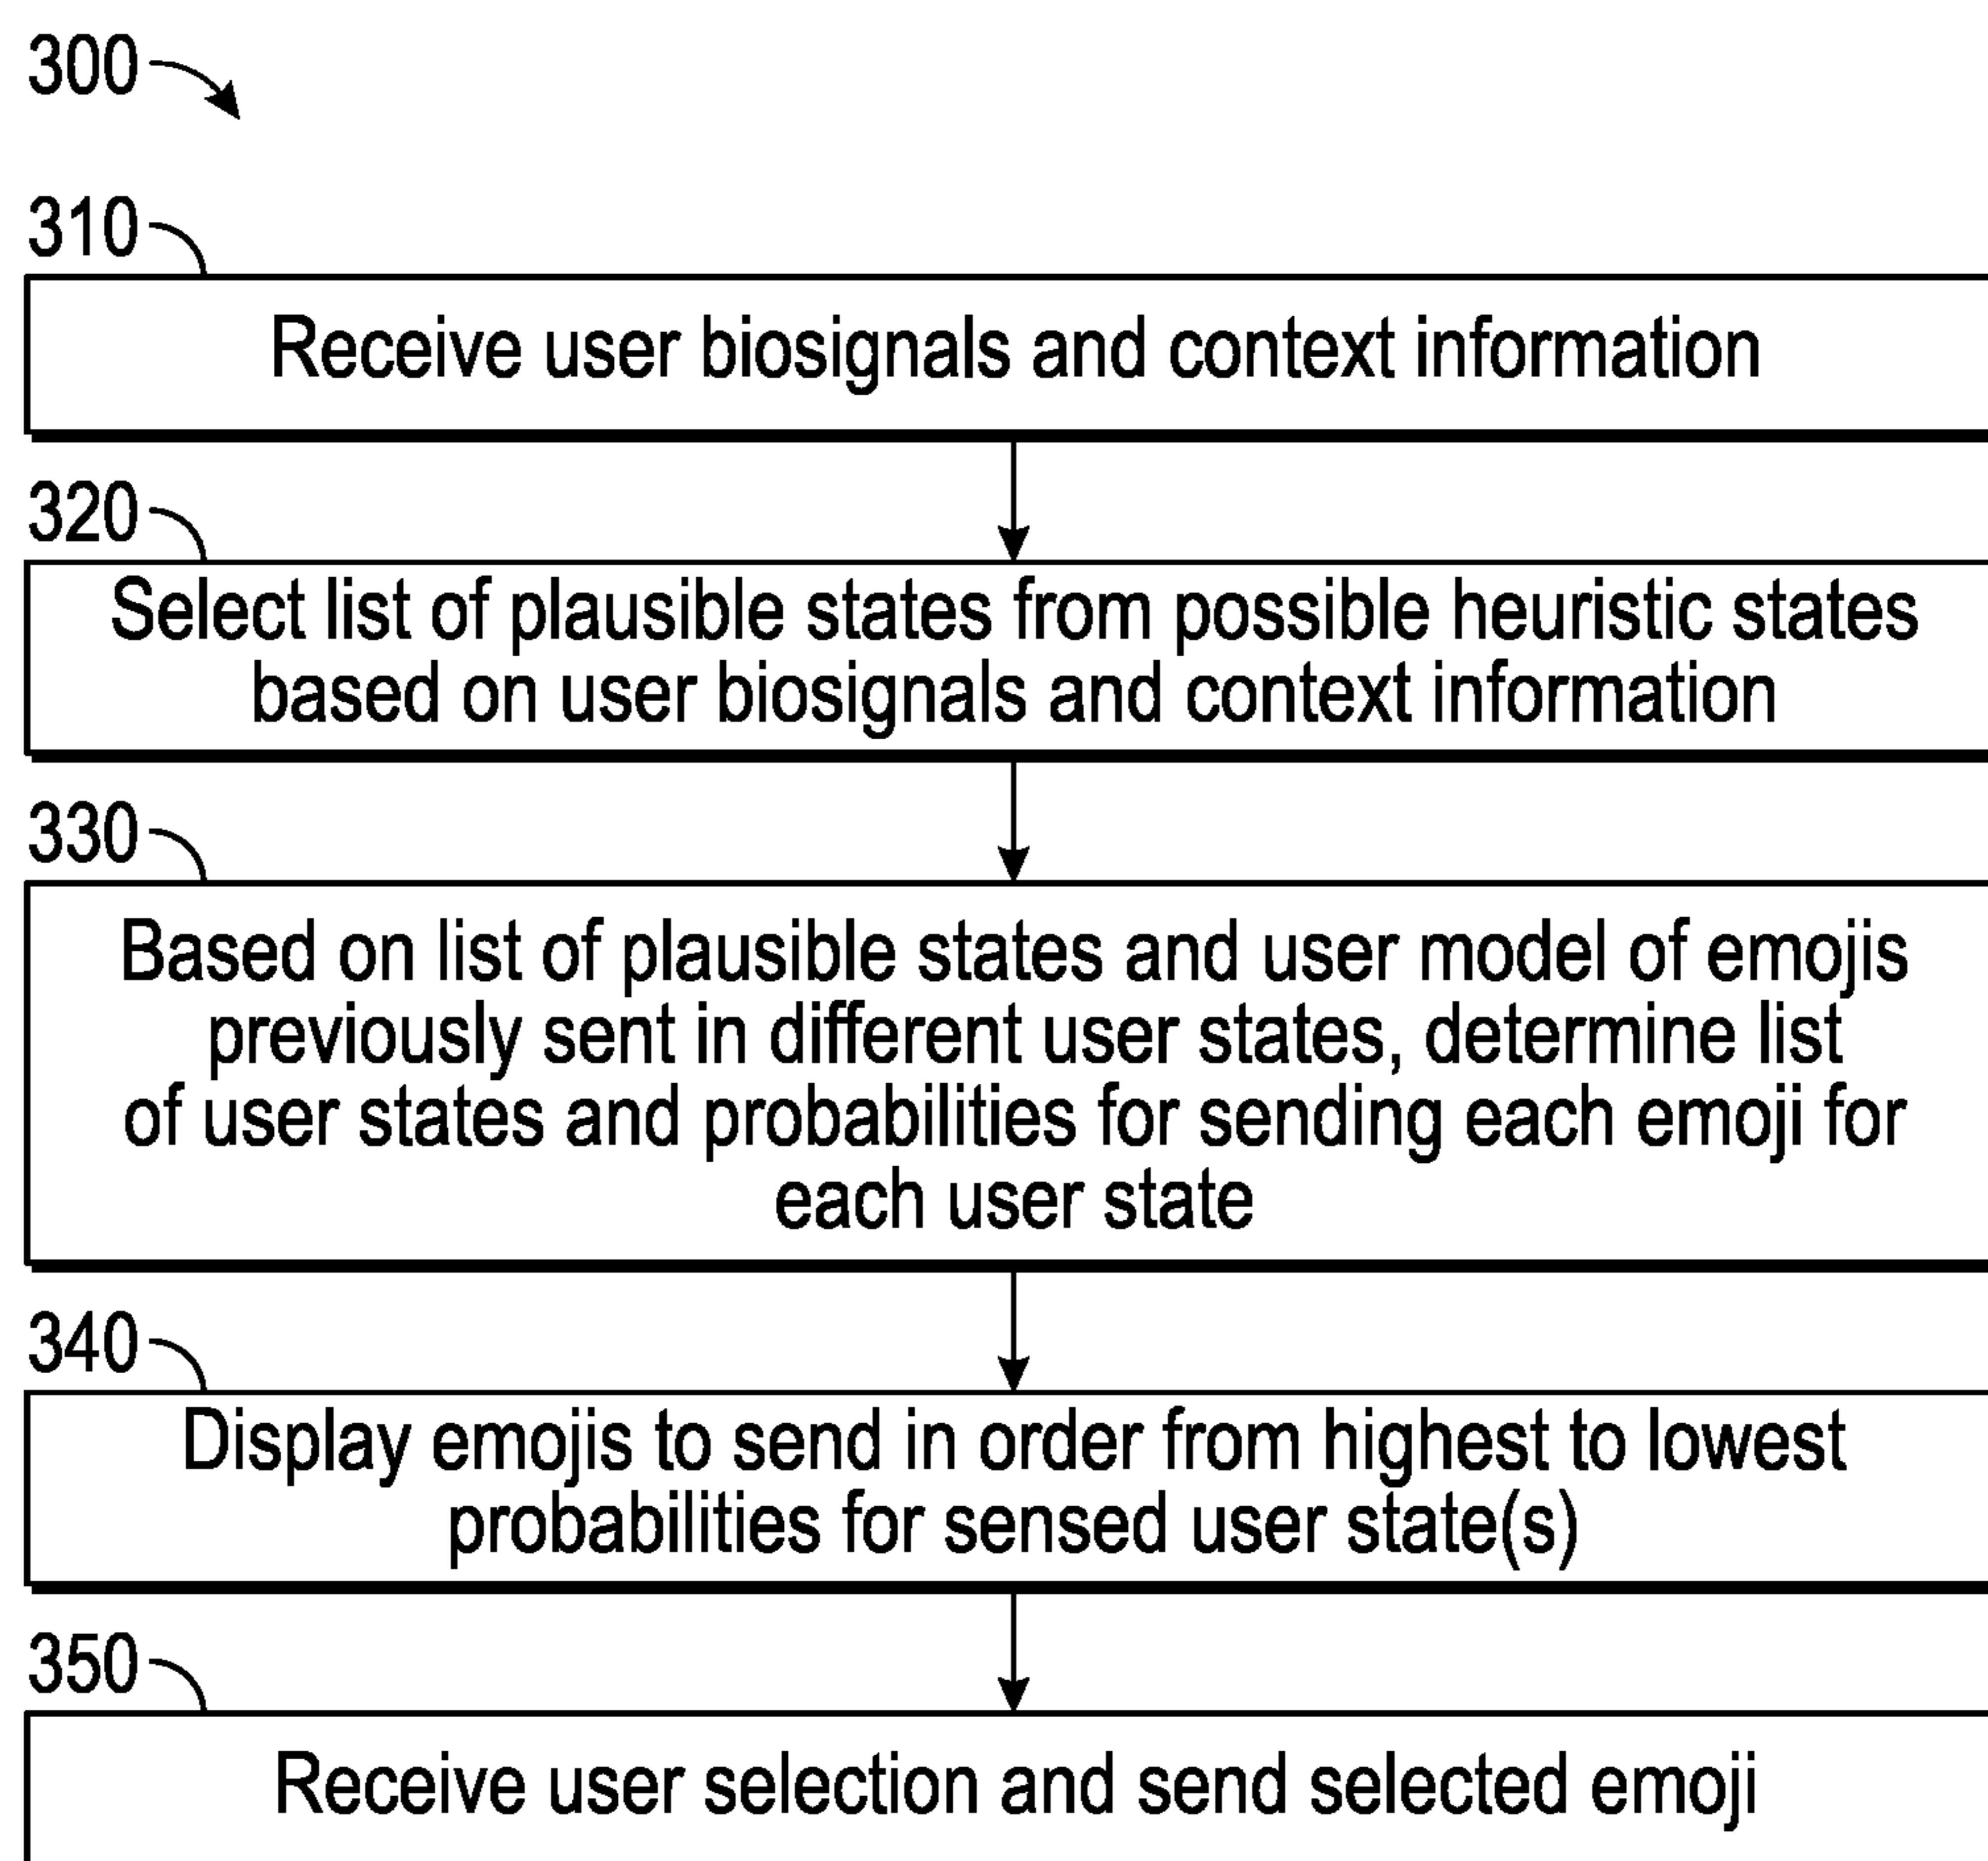 300
310
Receive user biosignals and context information
320
Select list of plausible states from possible heuristic states
based on user biosignals and context information
330
Based on list of plausible states and user model of emojis
previously sent in different user states, determine list
of user states and probabilities for sending each emoji for
each user state
340
Display emojis to send in order from highest to lowest
probabilities for sensed user state(s)
350
Receive user selection and send selected emoji